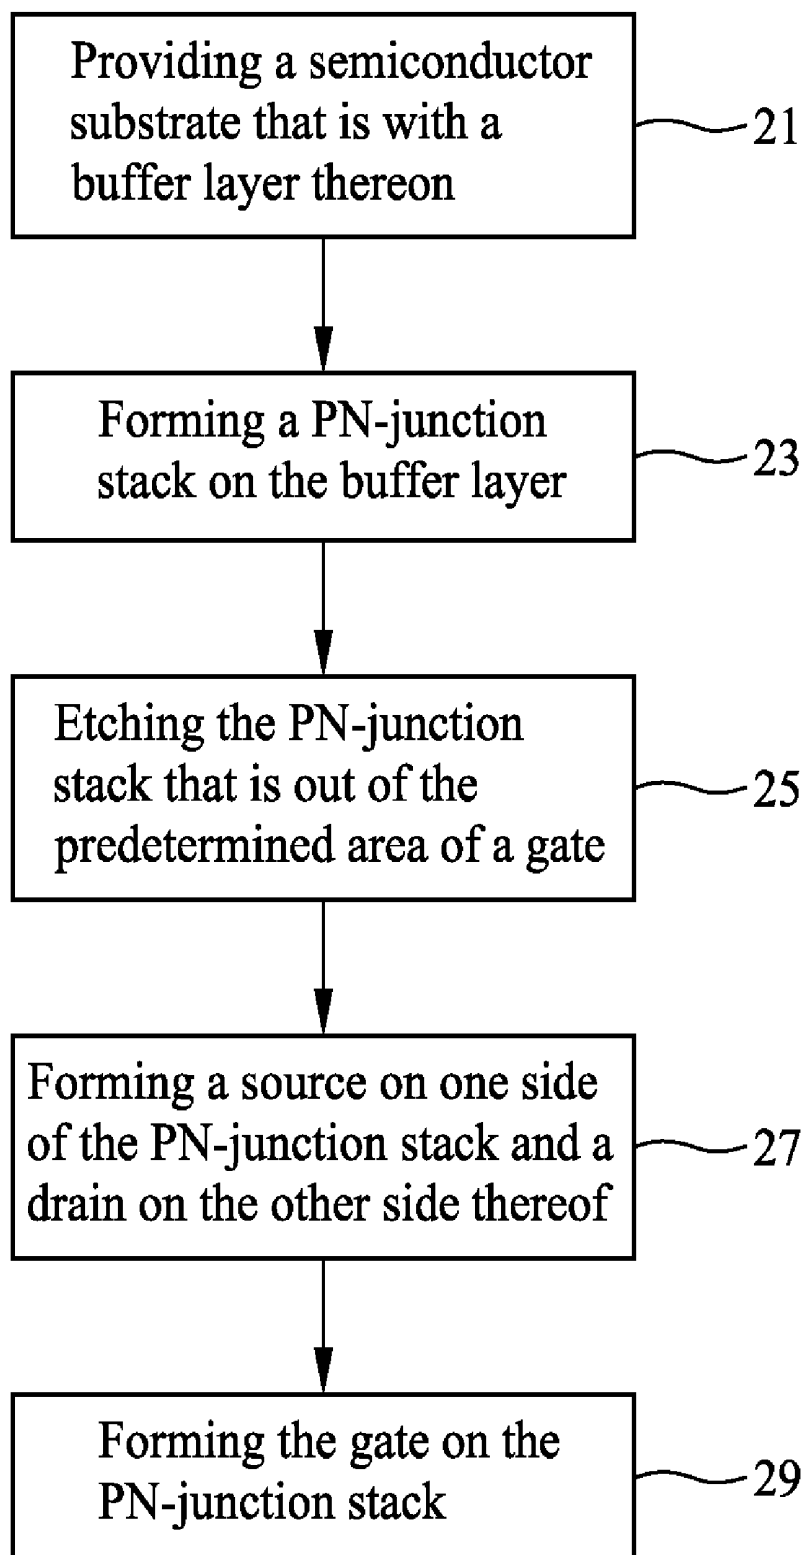 Providing a semiconductor
substrate that is with a
buffer layer thereon
21
Forming a PN-junction
stack on the buffer layer
23
Etching the PN-junction
stack that is out of the
predetermined area of a gate
25
Forming a source on one side
of the PN-junction stack and a
drain on the other side thereof
27
Forming the gate on the
PN-junction stack
29